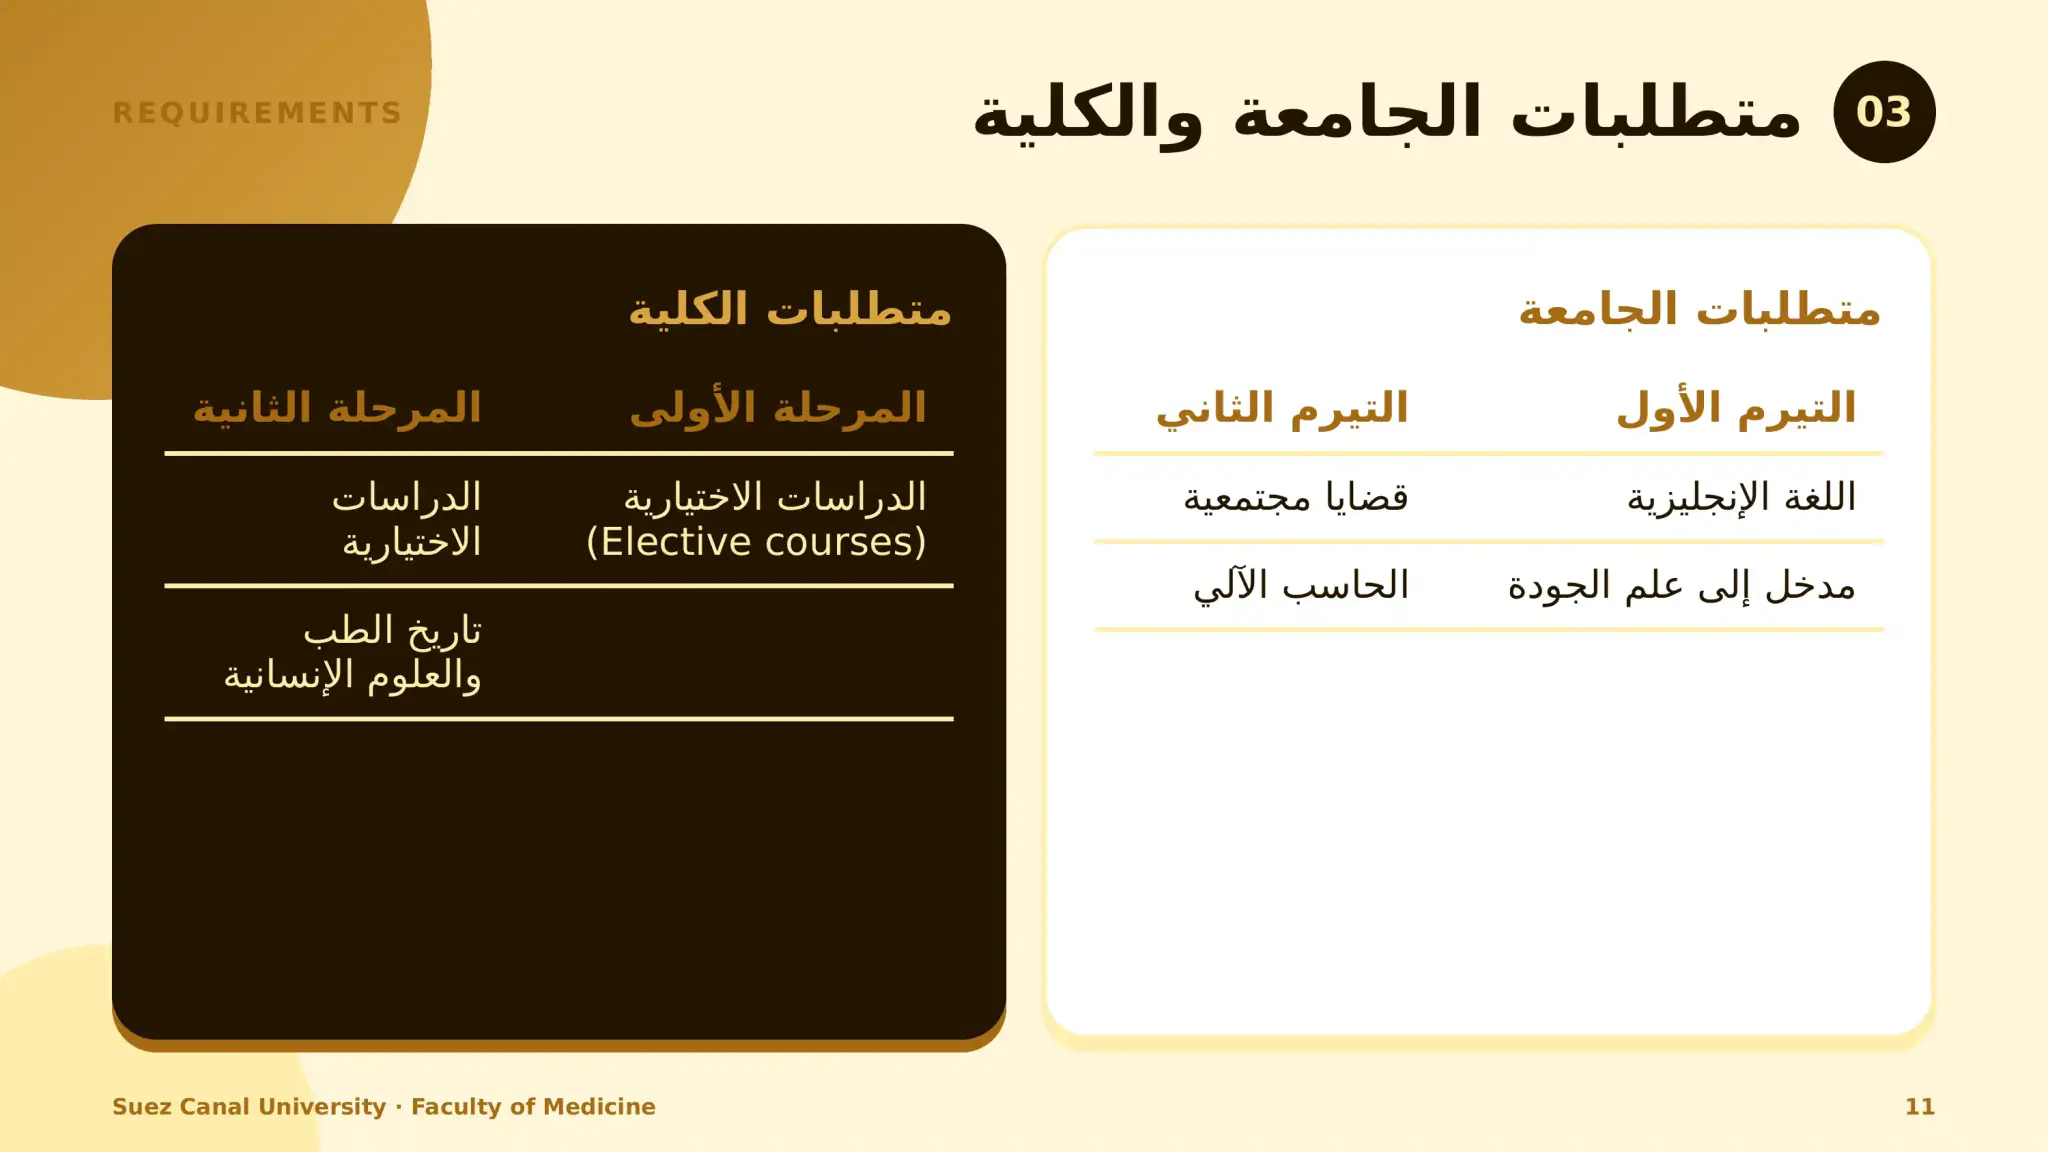 03
متطلبات الجامعة والكلية
REQUIREMENTS
متطلبات الجامعة
التيرم الأول
التيرم الثاني
اللغة الإنجليزية
قضايا مجتمعية
مدخل إلى علم الجودة
الحاسب الآلي
متطلبات الكلية
المرحلة الأولى
المرحلة الثانية
الدراسات الاختيارية
(Elective courses)
الدراسات
الاختيارية
تاريخ الطب
والعلوم الإنسانية
Suez Canal University · Faculty of Medicine
11